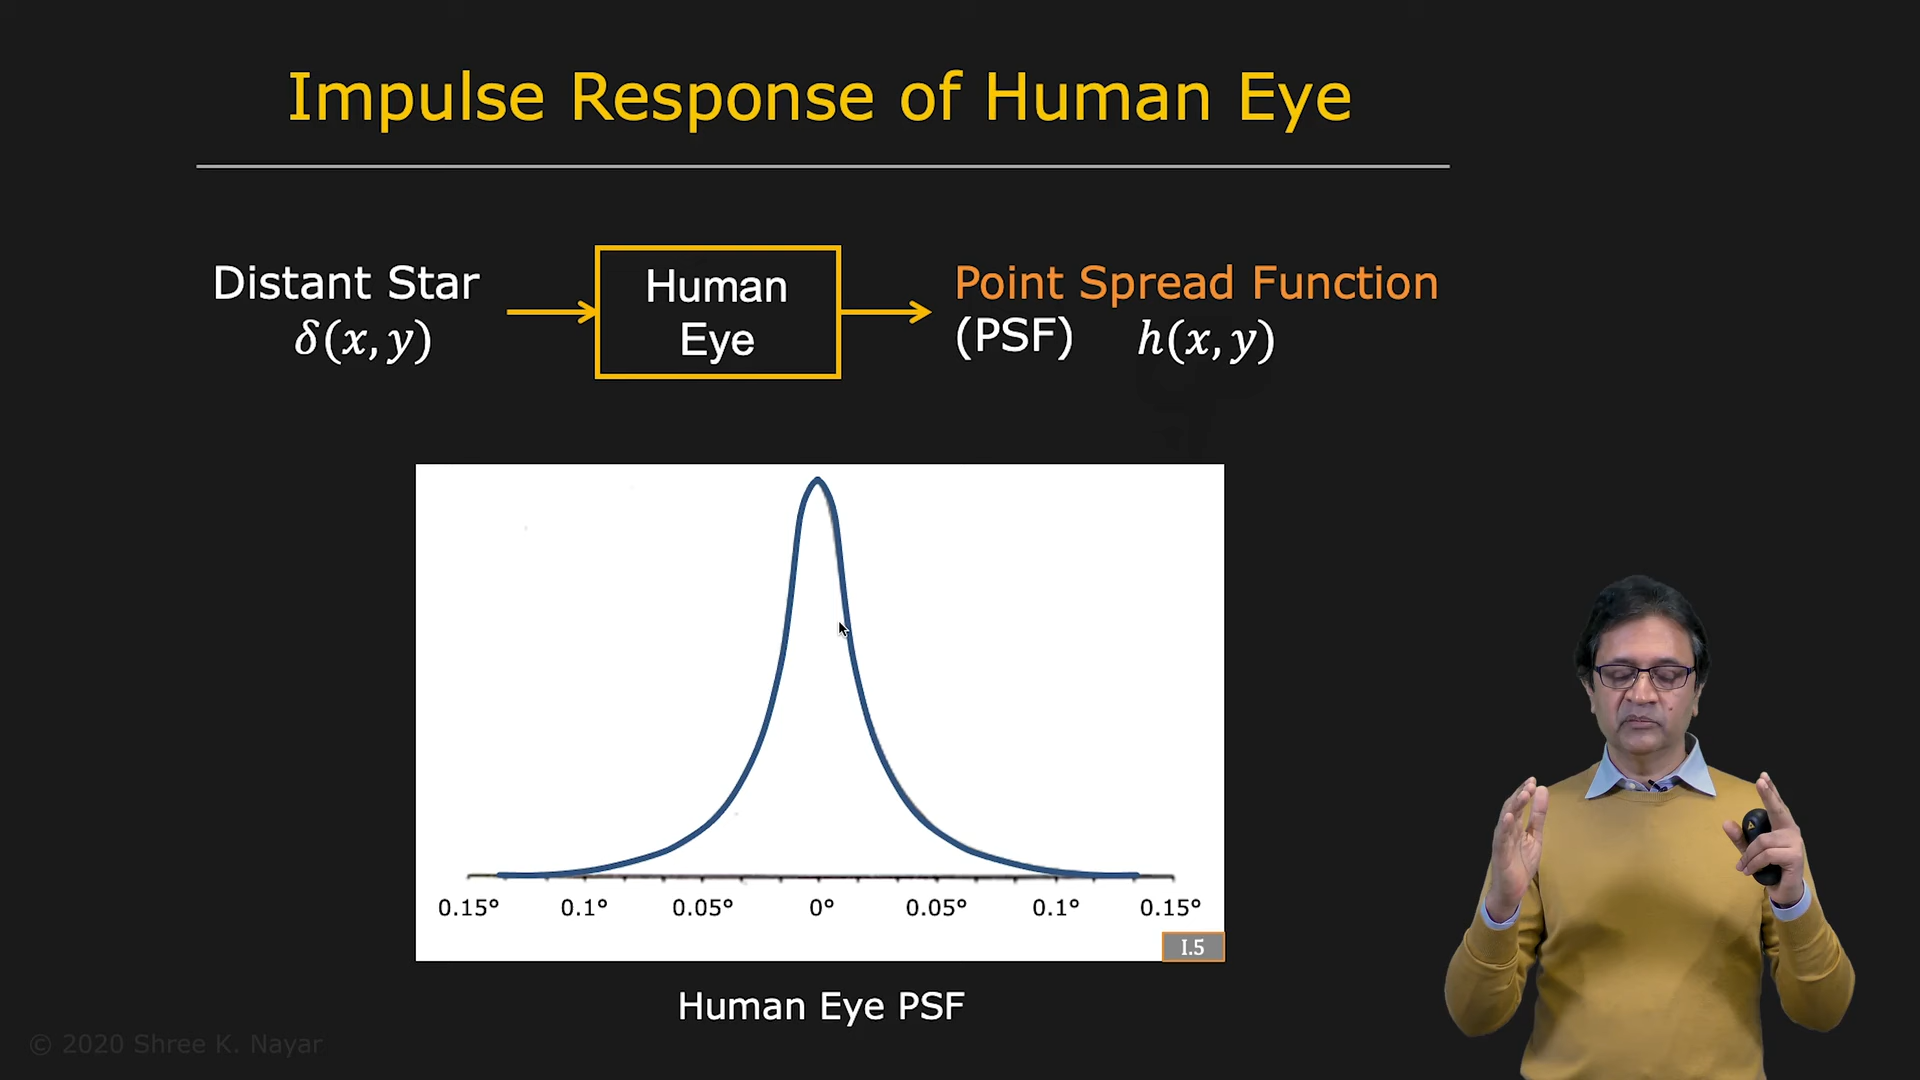 Impulse Response of Human Eye
Distant Star
δ(x, y)
Human
Eye
Point Spread Function
(PSF) h(x, y)
0.15° 0.1° 0.05° 0° 0.05° 0.1° 0.15°
I.5
Human Eye PSF
© 2020 Shree K. Nayar